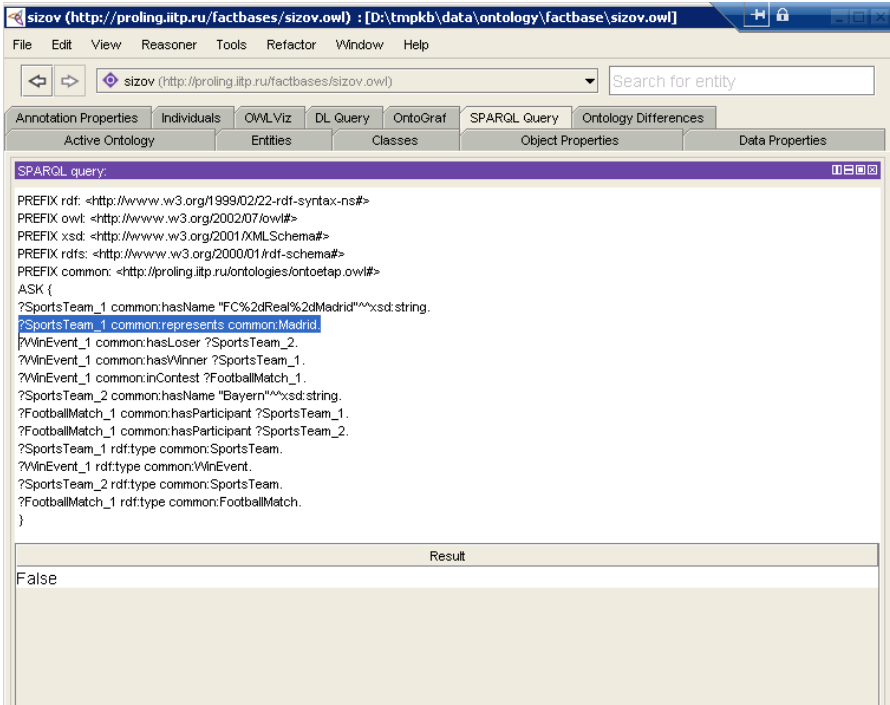 sizov (http://proling.iitp.ru/factbases/sizov.owl) : [D:\tmpkb\data\ontology\factbase\sizov.owl]
File Edit View Reasoner Tools Refactor Window Help
sizov (http://proling.iitp.ru/factbases/sizov.owl) Search for entity
Annotation Properties Individuals OWLViz DL Query OntoGraf SPARQL Query Ontology Differences
Active Ontology Entities Classes Object Properties Data Properties
SPARQL query:
PREFIX rdf: <http://www.w3.org/1999/02/22-rdf-syntax-ns#>
PREFIX owl: <http://www.w3.org/2002/07/owl#>
PREFIX xsd: <http://www.w3.org/2001/XMLSchema#>
PREFIX rdfs: <http://www.w3.org/2000/01/rdf-schema#>
PREFIX common: <http://proling.iitp.ru/ontologies/ontoetap.owl#>
ASK {
?SportsTeam_1 common:hasName "FC%2dReal%2dMadrid"^^xsd:string.
?SportsTeam_1 common:represents common:Madrid.
?WinEvent_1 common:hasLoser ?SportsTeam_2.
?WinEvent_1 common:hasWinner ?SportsTeam_1.
?WinEvent_1 common:inContest ?FootballMatch_1.
?SportsTeam_2 common:hasName "Bayern"^^xsd:string.
?FootballMatch_1 common:hasParticipant ?SportsTeam_1.
?FootballMatch_1 common:hasParticipant ?SportsTeam_2.
?SportsTeam_1 rdf:type common:SportsTeam.
?WinEvent_1 rdf:type common:WinEvent.
?SportsTeam_2 rdf:type common:SportsTeam.
?FootballMatch_1 rdf:type common:FootballMatch.
}
Result
False